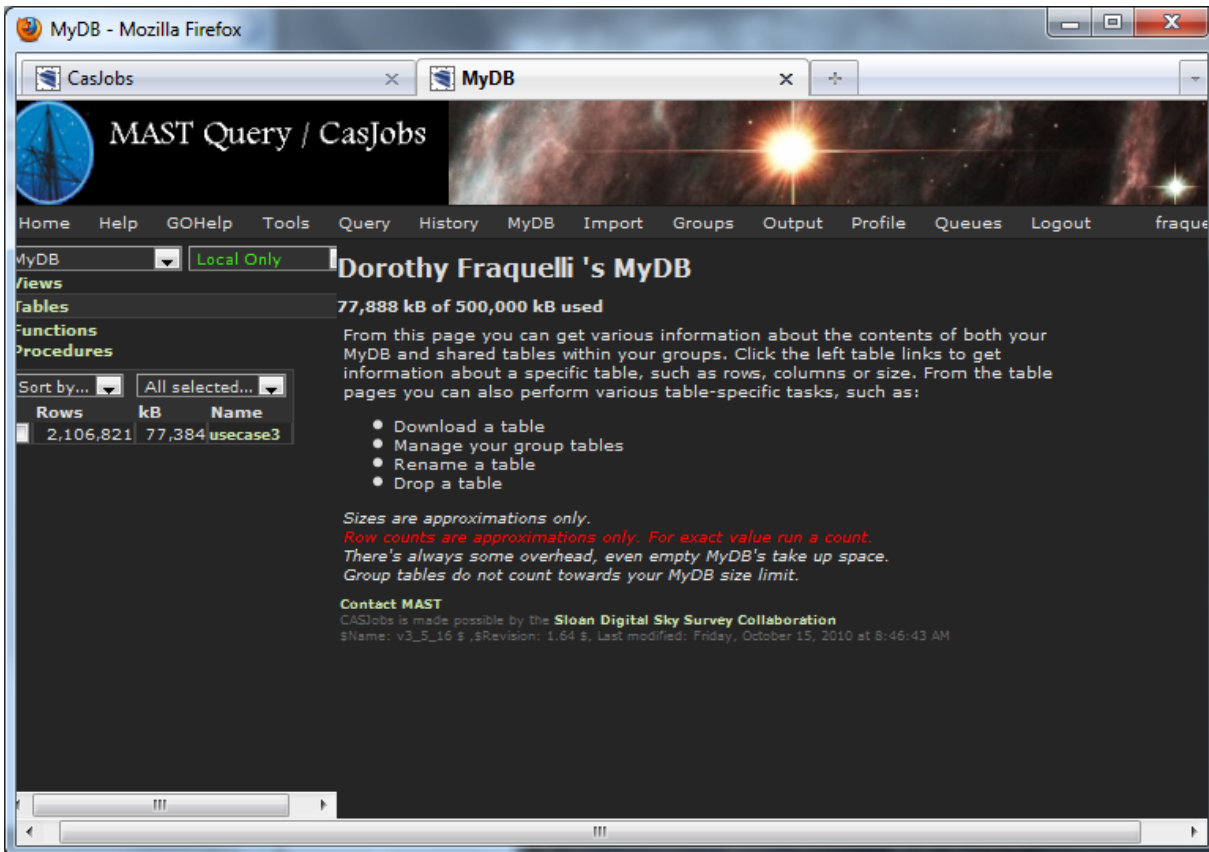 MyDB - Mozilla Firefox
CasJobs
MyDB
MAST Query / CasJobs
Home Help GOHelp Tools Query History MyDB Import Groups Output Profile Queues Logout fraque
MyDB Local Only
Views
Tables
Functions
Procedures
Sort by... All selected...
Rows kB Name
2,106,821 77,384 usecase3
Dorothy Fraquelli 's MyDB
77,888 kB of 500,000 kB used
From this page you can get various information about the contents of both your
MyDB and shared tables within your groups. Click the left table links to get
information about a specific table, such as rows, columns or size. From the table
pages you can also perform various table-specific tasks, such as:
Download a table
Manage your group tables
Rename a table
Drop a table
Sizes are approximations only.
Row counts are approximations only. For exact value run a count.
There's always some overhead, even empty MyDB's take up space.
Group tables do not count towards your MyDB size limit.
Contact MAST
CASJobs is made possible by the Sloan Digital Sky Survey Collaboration
$Name: v3_5_16 $ ,$Revision: 1.64 $, Last modified: Friday, October 15, 2010 at 8:46:43 AM